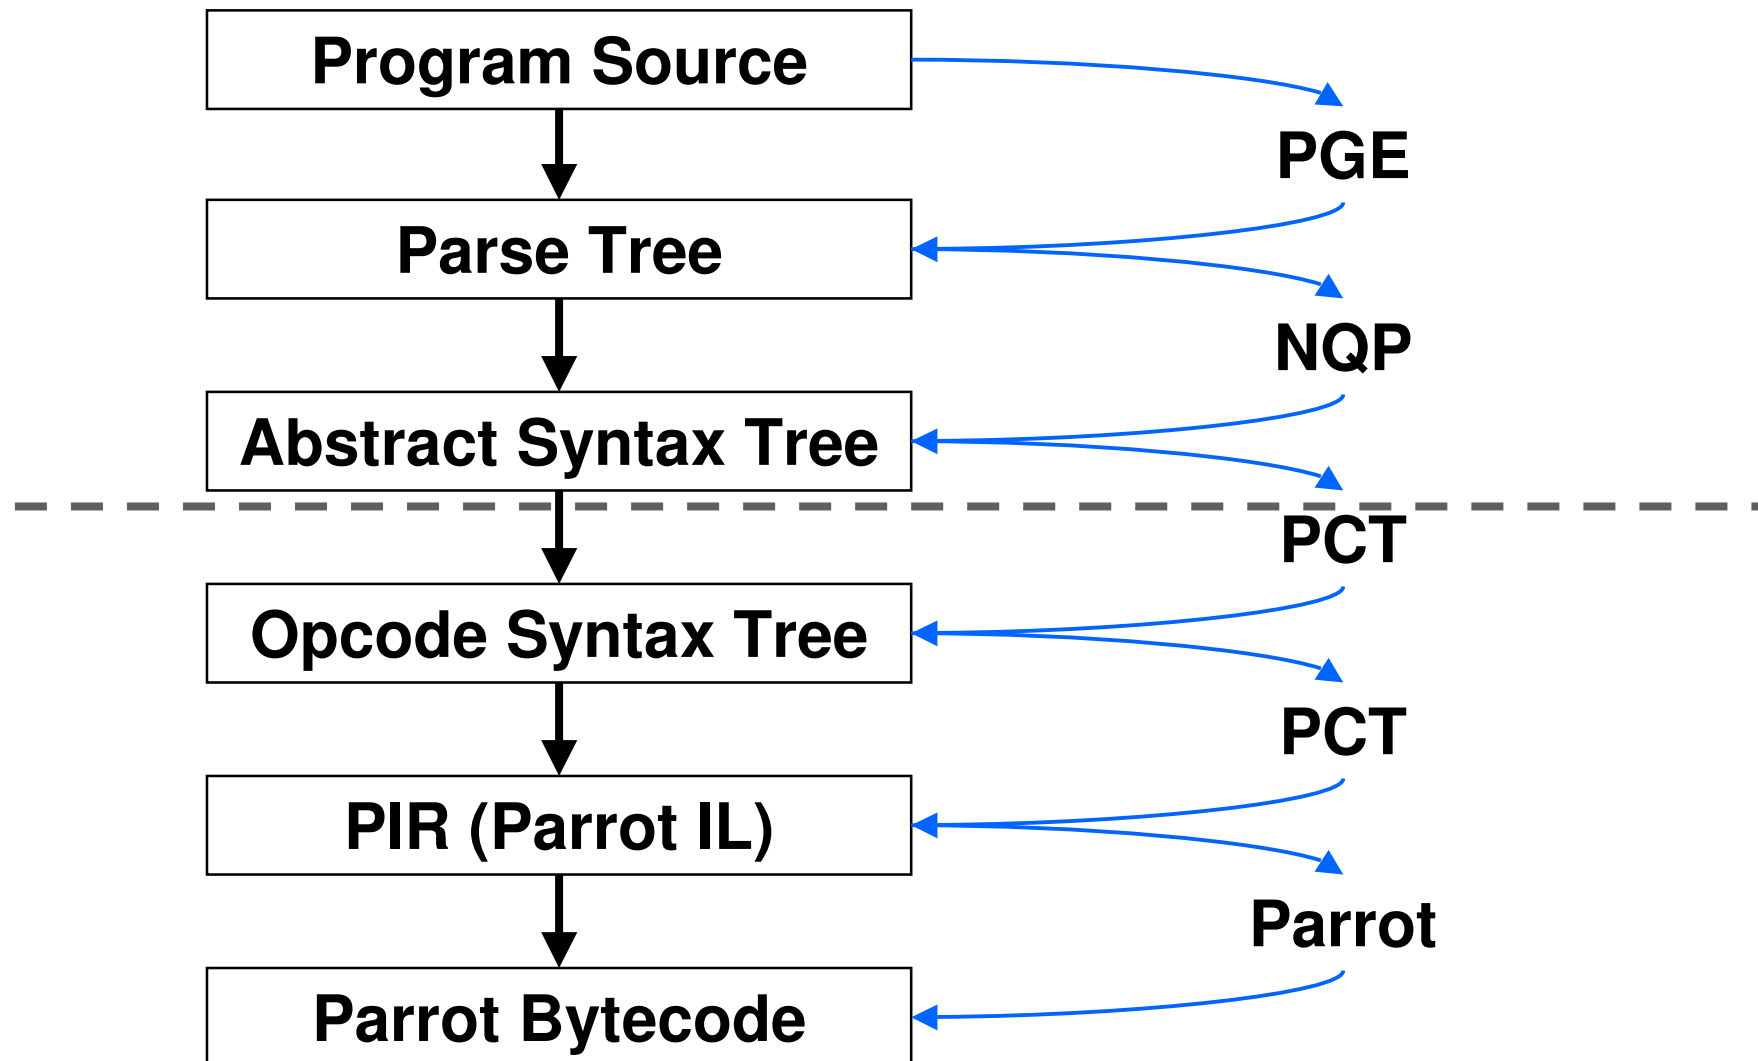 Program Source
PGE
Parse Tree
NQP
Abstract Syntax Tree
PCT
Opcode Syntax Tree
PCT
PIR (Parrot IL)
Parrot
Parrot Bytecode